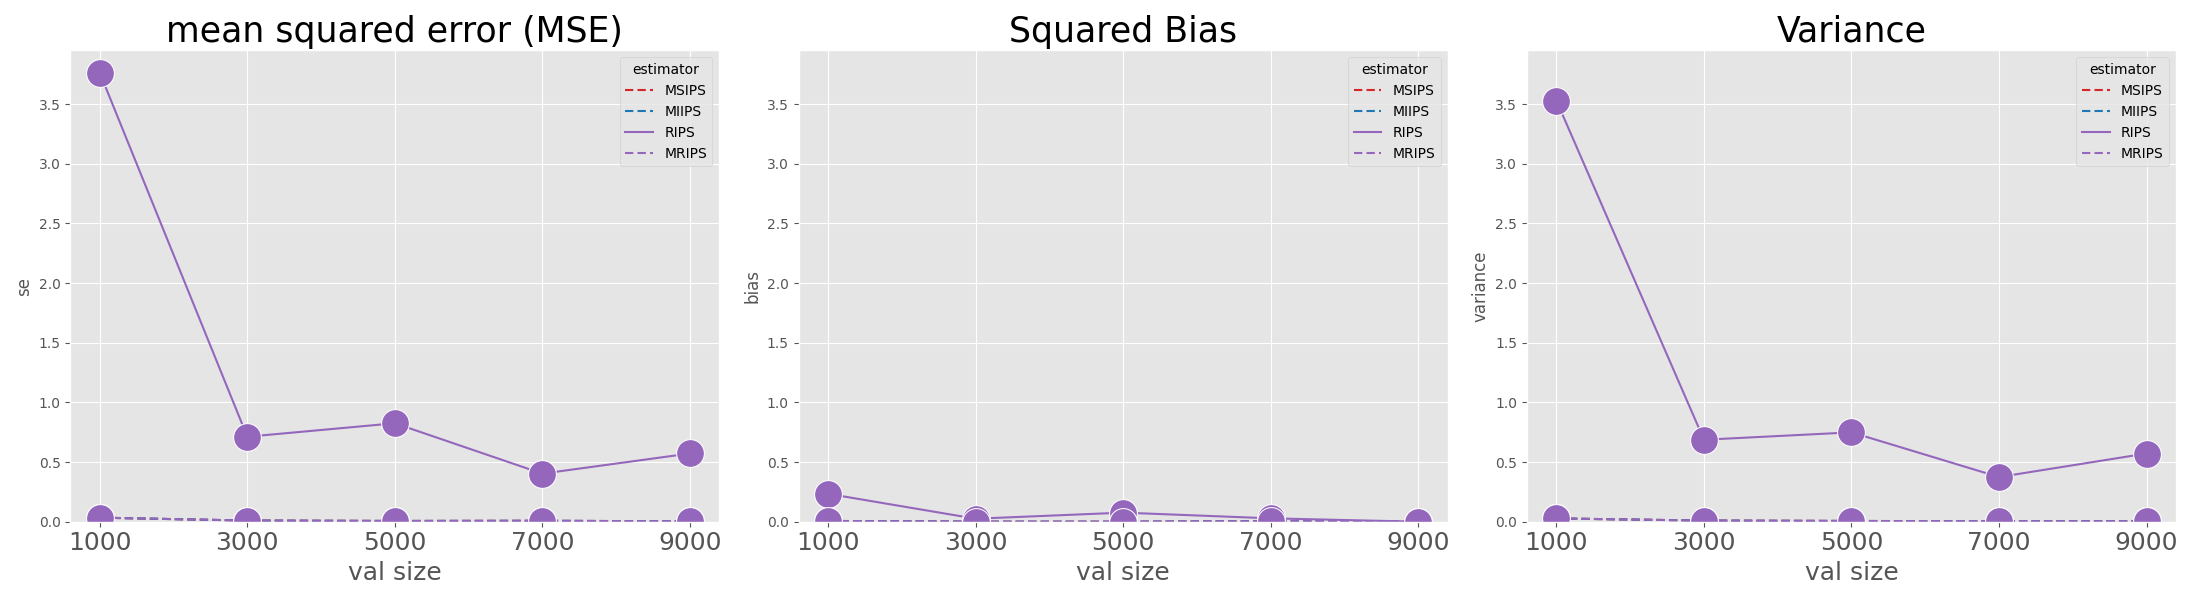 mean squared error (MSE)
se
3.5
3.0
2.5
2.0
1.5
1.0
0.5
0.0
estimator
MSIPS
MIIPS
RIPS
MRIPS
1000 3000 5000 7000 9000
val size
Squared Bias
bias
3.5
3.0
2.5
2.0
1.5
1.0
0.5
0.0
estimator
MSIPS
MIIPS
RIPS
MRIPS
1000 3000 5000 7000 9000
val size
Variance
variance
3.5
3.0
2.5
2.0
1.5
1.0
0.5
0.0
estimator
MSIPS
MIIPS
RIPS
MRIPS
1000 3000 5000 7000 9000
val size